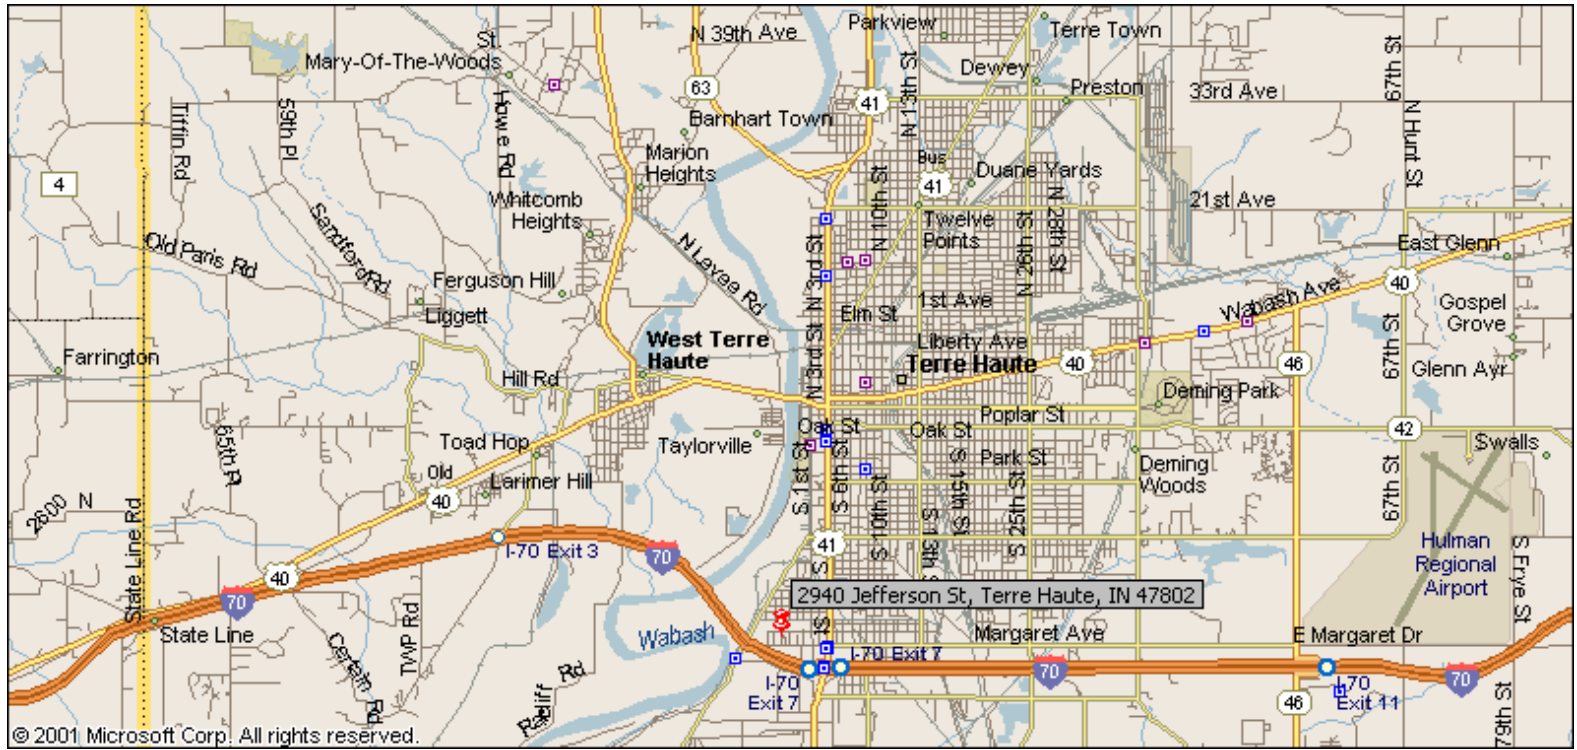 N 39th Ave
Parkview
Terre Town
St
Mary-Of-The-Woods
Dewey
Preston
67th St
33rd Ave
63
41
N 13th St
Barnhart Town
Tiffin Rd
59th Pl
Howe Rd
N Hunt St
Marion
Heights
Bus
41
Duane Yards
4
Whitcomb
Heights
N 10th St
Twelve
Points
N 26th St
N 28th St
21st Ave
Sandford Rd
Old Paris Rd
N Levee Rd
N 3rd St
East Glenn
Ferguson Hill
Liggett
1st Ave
Elm St
Wabash Ave
40
Gospel
Grove
Farrington
West Terre
Haute
N 3rd St
Liberty Ave
Terre Haute
40
46
67th St
Glenn Ayr
Hill Rd
Deming Park
Poplar St
Oak St
Oak St
42
Swalls
Toad Hop
Taylorville
65th Pl
Old
40
Larimer Hill
S 1st St
S 6th St
Park St
Deming
Woods
67th St
2600 N
State Line Rd
S 10th St
S 13th St
S 15th St
S 25th St
I-70 Exit 3
70
41
Hulman
Regional
Airport
S Frye St
40
70
2940 Jefferson St, Terre Haute, IN 47802
State Line
Wabash
Margaret Ave
E Margaret Dr
TWP Rd
Certain Rd
I-70 Exit 7
I-70
Exit 7
70
I-70
Exit 11
70
46
© 2001 Microsoft Corp. All rights reserved.